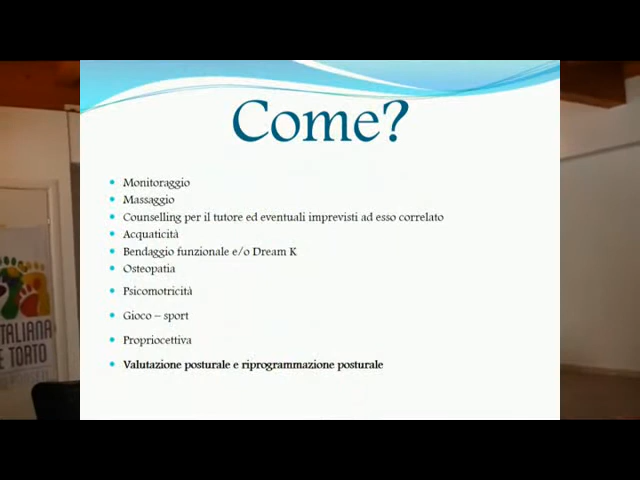 Come?
Monitoraggio
Massaggio
Counselling per il tutore ed eventuali imprevisti ad esso correlato
Acquaticità
Bendaggio funzionale e/o Dream K
Osteopatia
Psicomotricità
Gioco – sport
Propriocettiva
Valutazione posturale e riprogrammazione posturale
ITALIANA
E TORTO